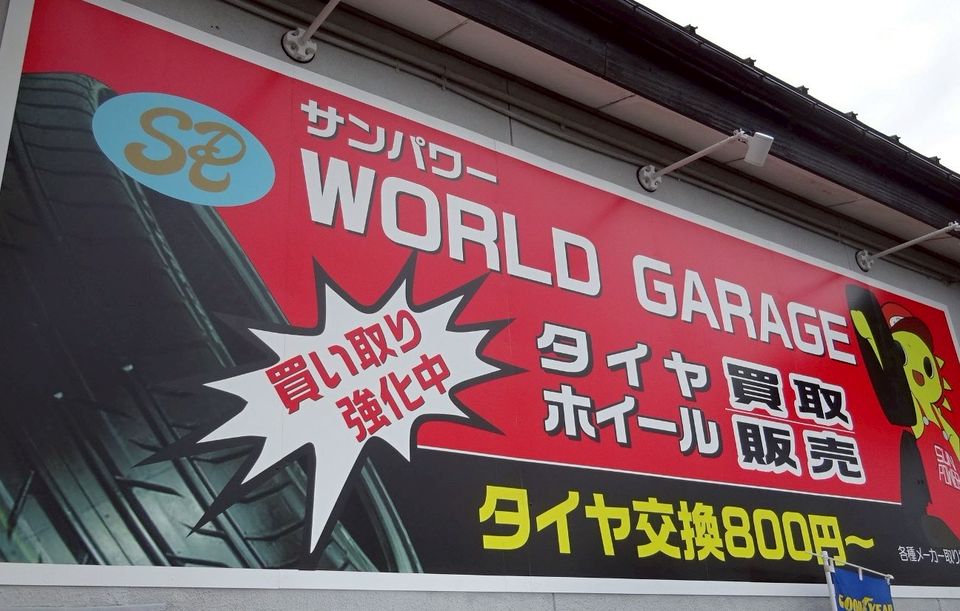 SP
サンパワー
WORLD GARAGE
買い取り
強化中
タイヤ 買取
ホイール 販売
タイヤ交換800円～
SUN
POWER
各種メーカー取り
GOODYEAR